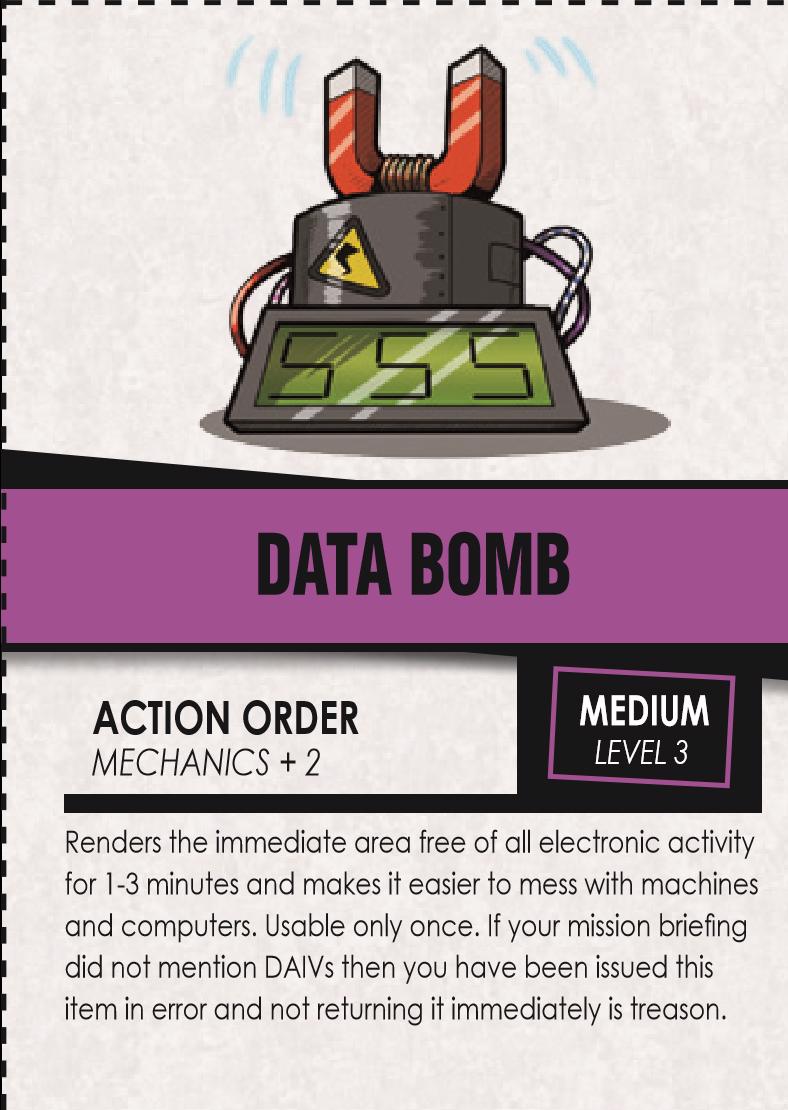 555
DATA BOMB
ACTION ORDER
MECHANICS + 2
MEDIUM
LEVEL 3
Renders the immediate area free of all electronic activity
for 1-3 minutes and makes it easier to mess with machines
and computers. Usable only once. If your mission briefing
did not mention DAIVs then you have been issued this
item in error and not returning it immediately is treason.